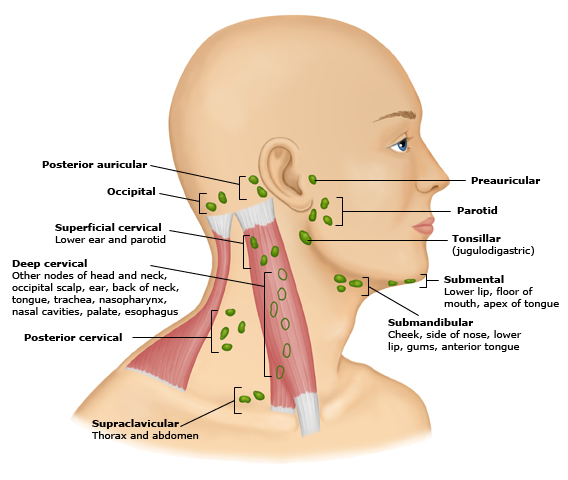 Posterior auricular
Occipital
Superficial cervical
Lower ear and parotid
Deep cervical
Other nodes of head and neck,
occipital scalp, ear, back of neck,
tongue, trachea, nasopharynx,
nasal cavities, palate, esophagus
Posterior cervical
Supraclavicular
Thorax and abdomen
Preauricular
Parotid
Tonsillar
(jugulodigastric)
Submental
Lower lip, floor of
mouth, apex of tongue
Submandibular
Cheek, side of nose, lower
lip, gums, anterior tongue